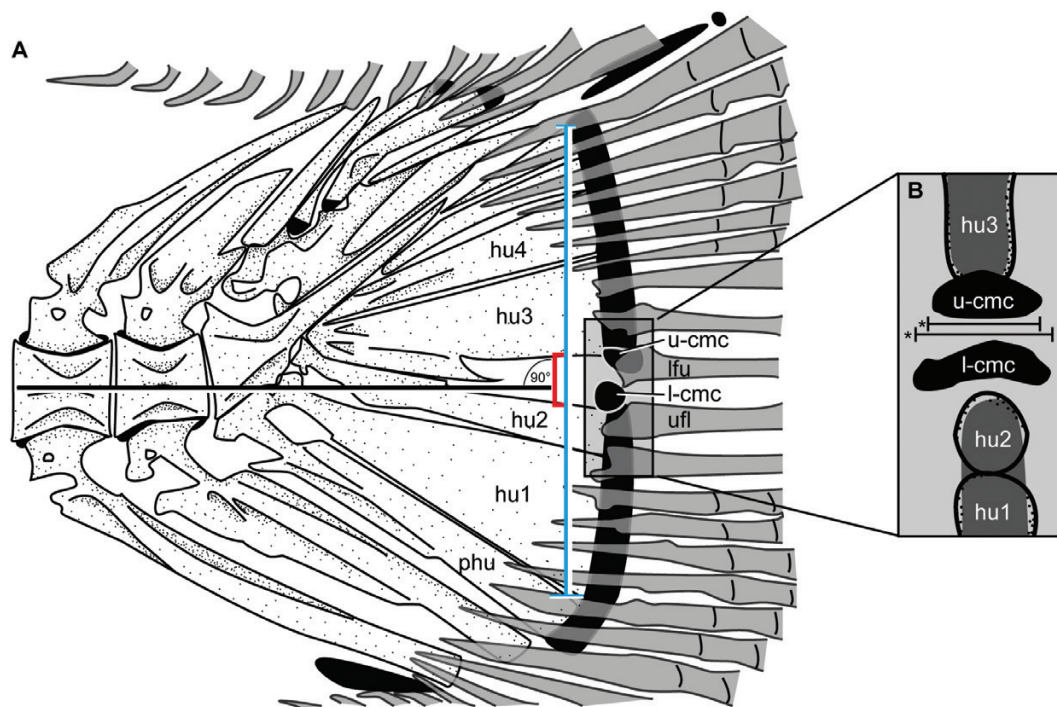 A
B
hu4
hu3
90°
u-cmc
lfu
l-cmc
ufl
hu2
hu1
phu
hu3
u-cmc
*
*
l-cmc
hu2
hu1